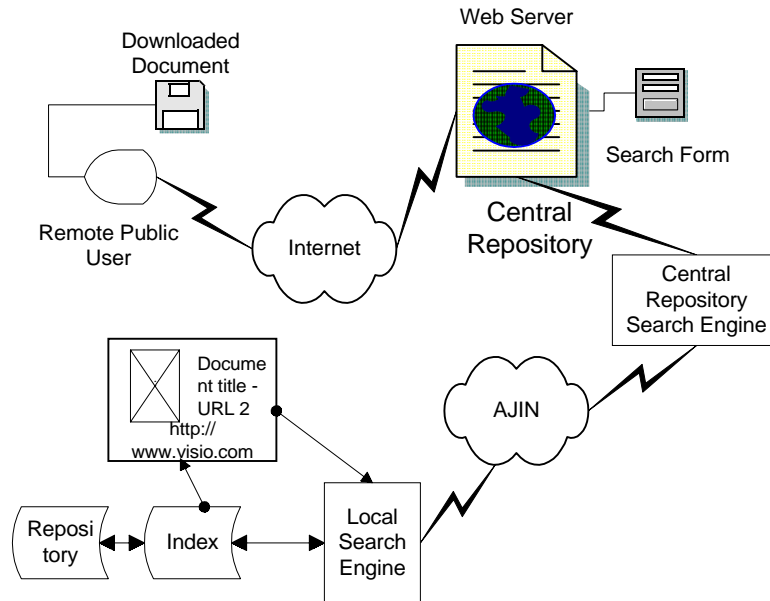 Web Server
Downloaded
Document
Search Form
Remote Public
User
Internet
Central
Repository
Central
Repository
Search Engine
Docume
nt title -
URL 2
http://
www.visio.com
AJIN
Reposi
tory
Index
Local
Search
Engine